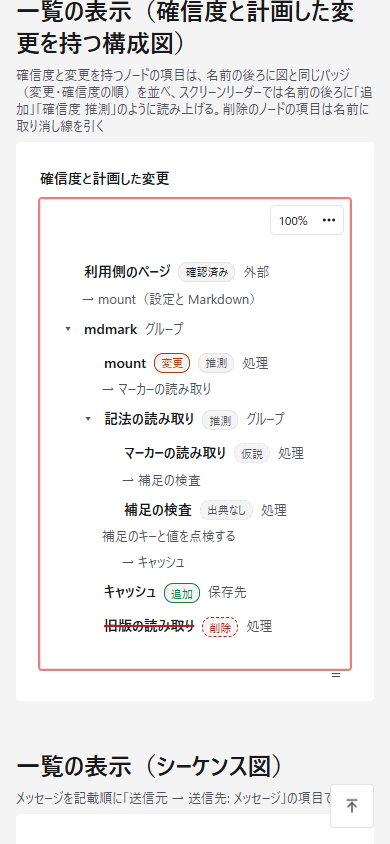 一覧の表示（確信度と計画した変
更を持つ構成図）
確信度と変更を持つノードの項目は、名前の後ろに図と同じバッジ
（変更・確信度の順）を並べ、スクリーンリーダーでは名前の後ろに「追
加」「確信度 推測」のように読み上げる。削除のノードの項目は名前に
取り消し線を引く
確信度と計画した変更
100% •••
利用側のページ 確認済み 外部
→ mount（設定と Markdown）
▾ mdmark グループ
mount 変更 推測 処理
→ マーカーの読み取り
▾ 記法の読み取り 推測 グループ
マーカーの読み取り 仮説 処理
→ 補足の検査
補足の検査 出典なし 処理
補足のキーと値を点検する
→ キャッシュ
キャッシュ 追加 保存先
旧版の読み取り 削除 処理
一覧の表示（シーケンス図）
メッセージを記載順に「送信元 → 送信先: メッセージ」の項目で